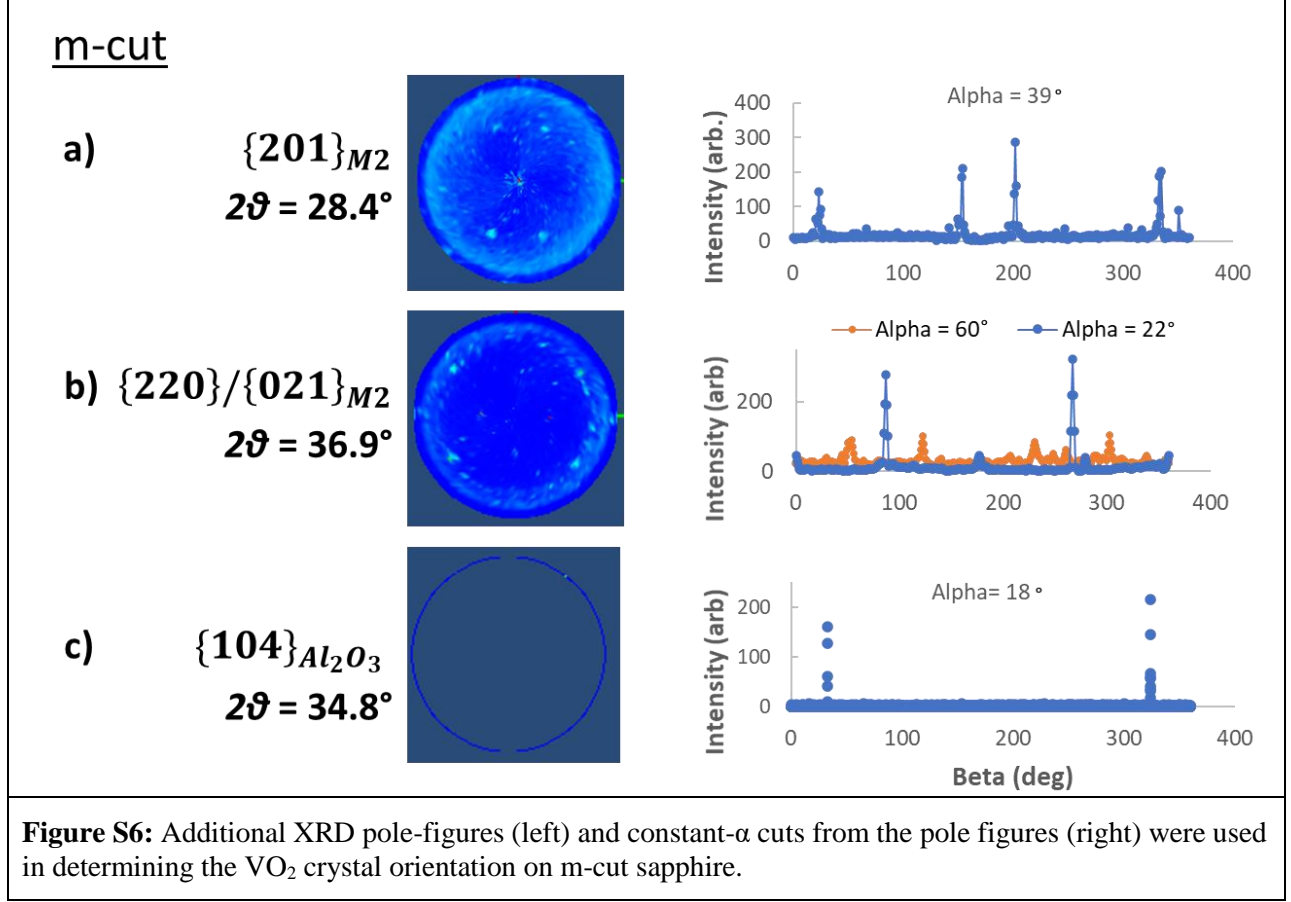 m-cut
a) {201}M2
2ϑ = 28.4°
Alpha = 39°
Intensity (arb.)
400
300
200
100
0
0 100 200 300 400
b) {220}/{021}M2
2ϑ = 36.9°
Alpha = 60° Alpha = 22°
Intensity (arb)
200
0
0 100 200 300 400
c) {104}Al2O3
2ϑ = 34.8°
Alpha= 18 °
Intensity (arb)
200
100
0
0 100 200 300 400
Beta (deg)
Figure S6: Additional XRD pole-figures (left) and constant-α cuts from the pole figures (right) were used
in determining the VO2 crystal orientation on m-cut sapphire.